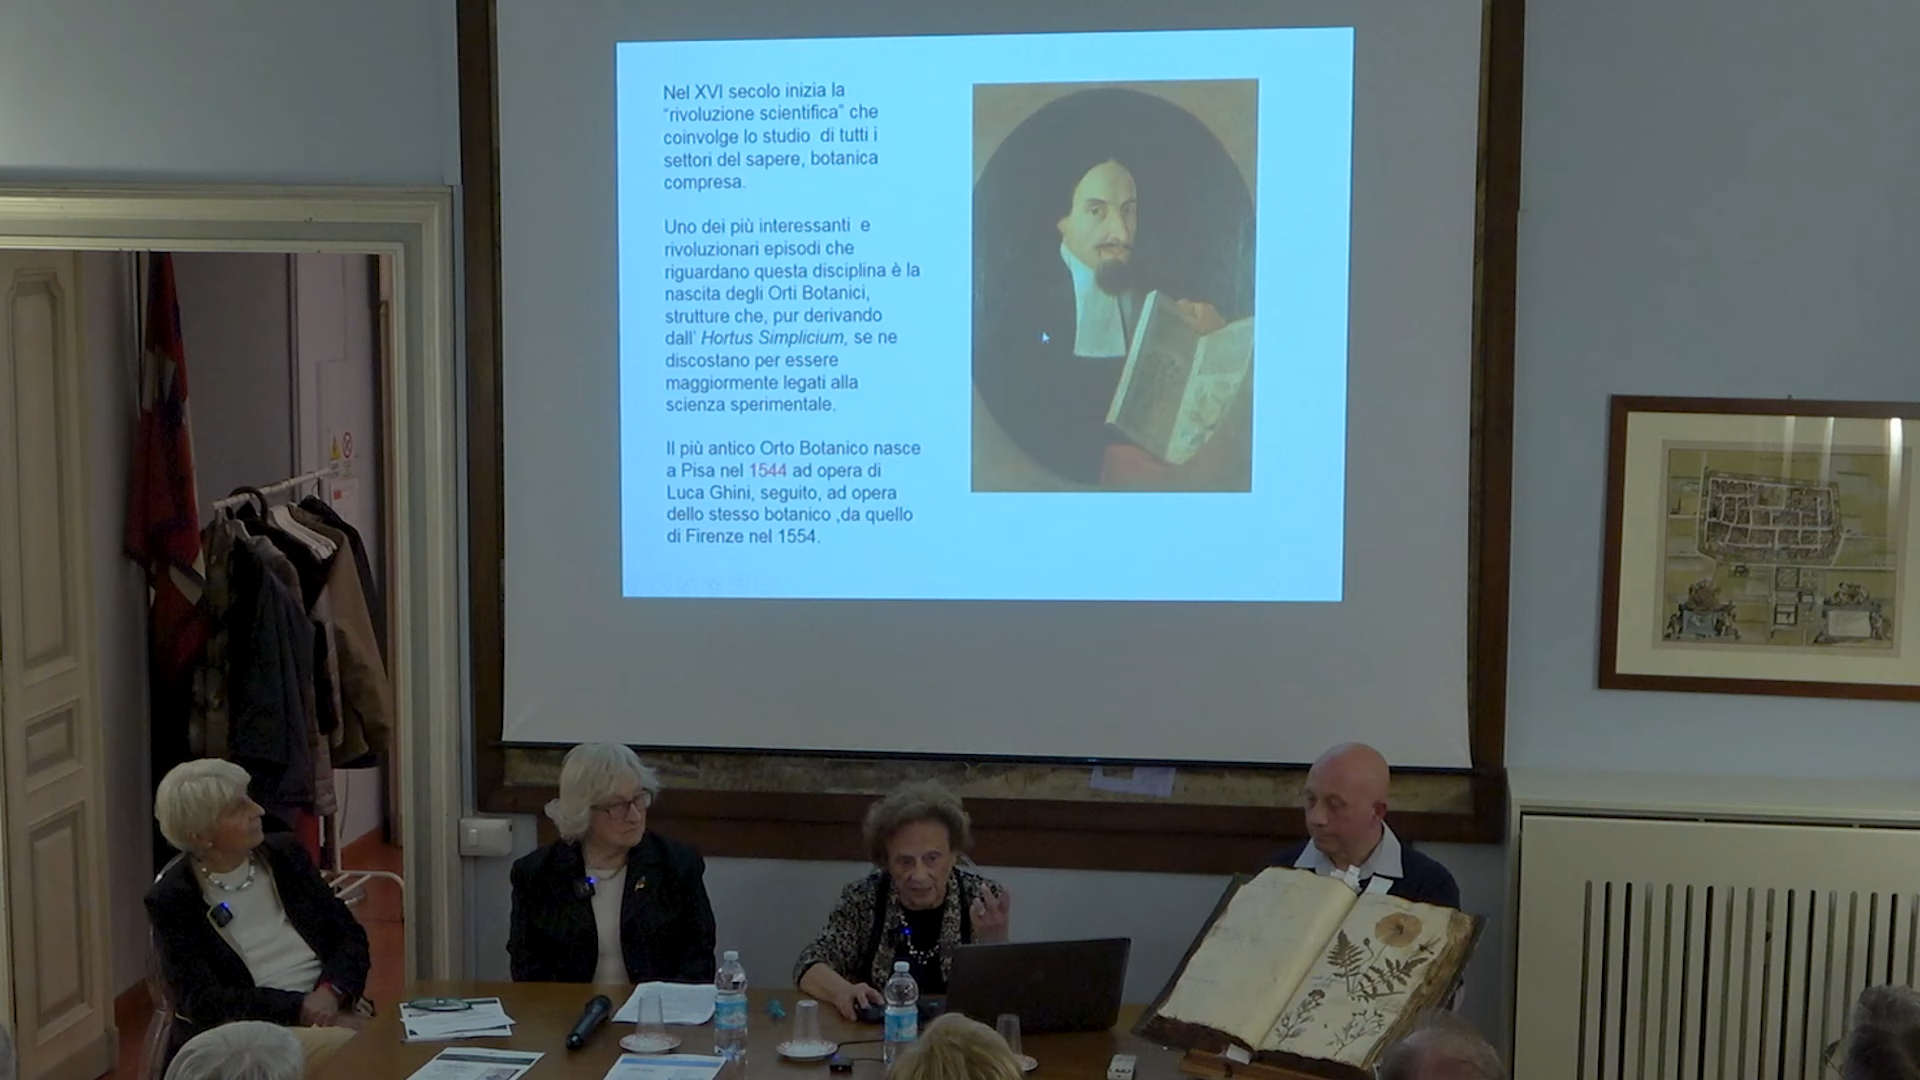 Nel XVI secolo inizia la
“rivoluzione scientifica” che
coinvolge lo studio di tutti i
settori del sapere, botanica
compresa.
Uno dei più interessanti e
rivoluzionari episodi che
riguardano questa disciplina è la
nascita degli Orti Botanici,
strutture che, pur derivando
dall' Hortus Simplicium, se ne
discostano per essere
maggiormente legati alla
scienza sperimentale.
Il più antico Orto Botanico nasce
a Pisa nel 1544 ad opera di
Luca Ghini, seguito, ad opera
dello stesso botanico ,da quello
di Firenze nel 1554.